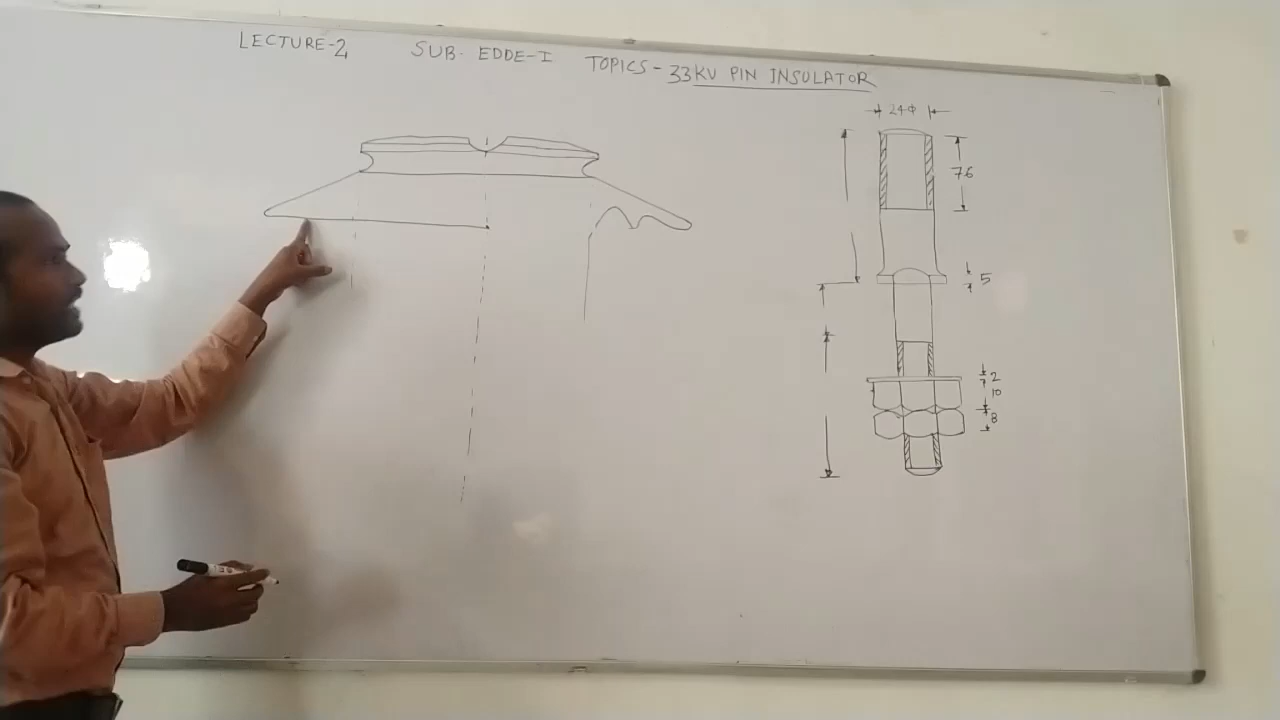 LECTURE-2 SUB- EDDE-I TOPICS- 33KV PIN INSULATOR
24Φ
76
5
2
10
8